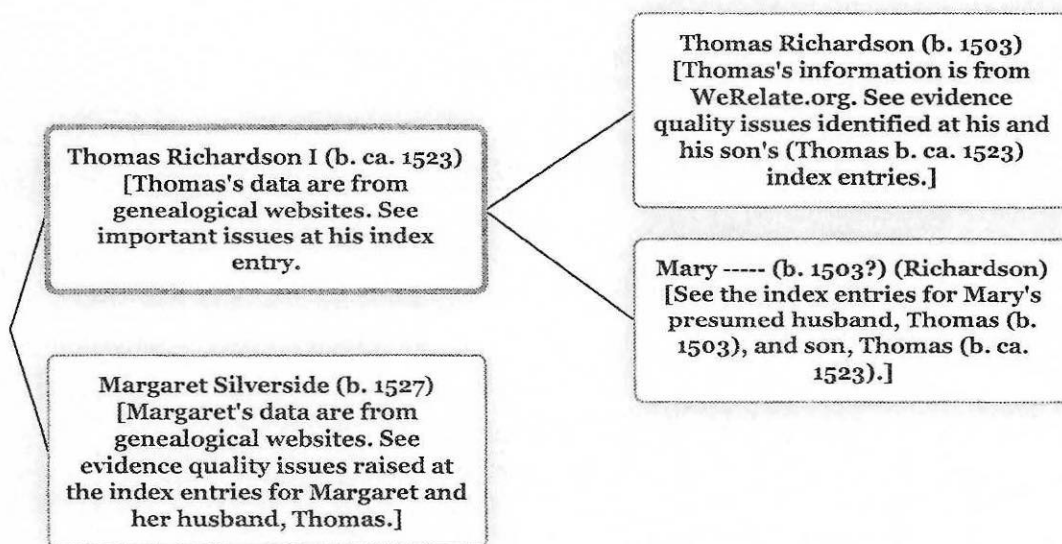 Thomas Richardson I (b. ca. 1523)
[Thomas's data are from
genealogical websites. See
important issues at his index
entry.
Margaret Silverside (b. 1527)
[Margaret's data are from
genealogical websites. See
evidence quality issues raised at
the index entries for Margaret and
her husband, Thomas.]
Thomas Richardson (b. 1503)
[Thomas's information is from
WeRelate.org. See evidence
quality issues identified at his and
his son's (Thomas b. ca. 1523)
index entries.]
Mary ----- (b. 1503?) (Richardson)
[See the index entries for Mary's
presumed husband, Thomas (b.
1503), and son, Thomas (b. ca.
1523).]